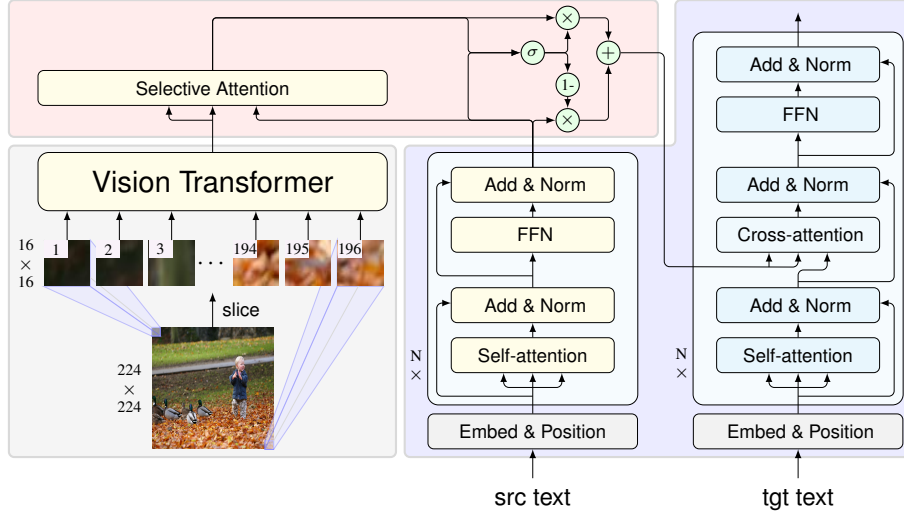 Selective Attention
σ
×
1-
×
+
Vision Transformer
16
×
16
1
2
3
...
194
195
196
slice
224
×
224
Add & Norm
FFN
Add & Norm
Self-attention
N
×
Embed & Position
src text
Add & Norm
FFN
Add & Norm
Cross-attention
Add & Norm
Self-attention
N
×
Embed & Position
tgt text